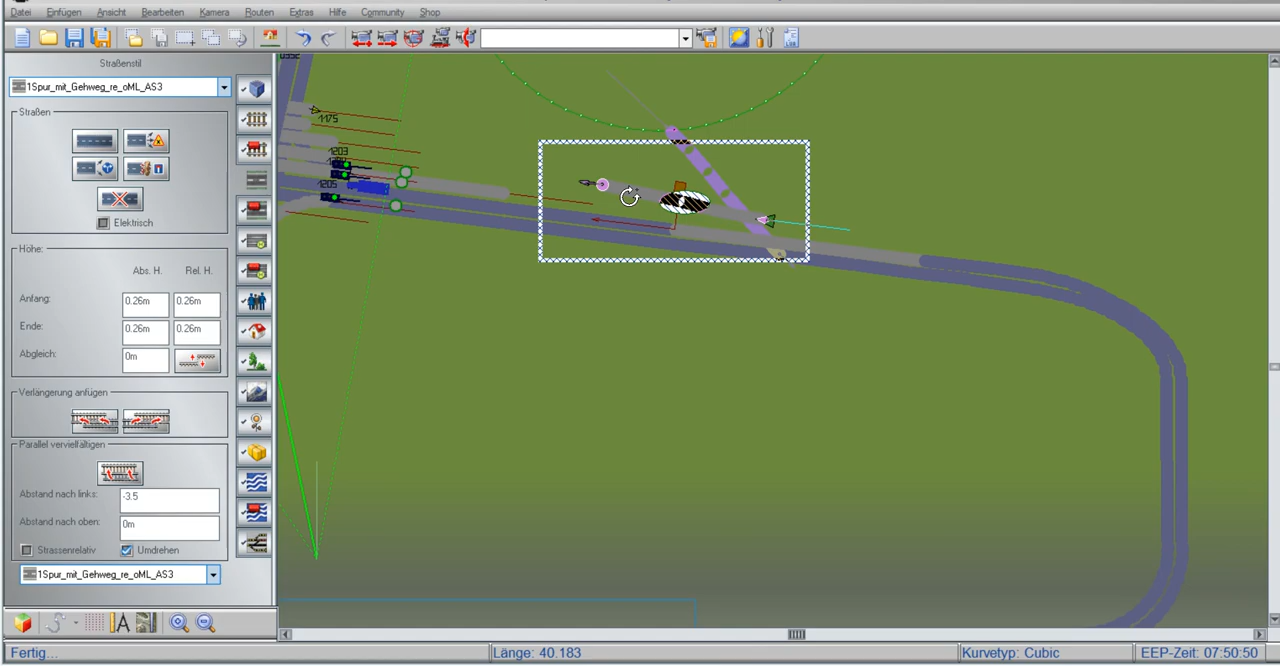 Datei Einfügen Ansicht Bearbeiten Kamera Routen Extras Hilfe Community Shop
Straßenstil
1Spur_mit_Gehweg_re_oML_AS3
Straßen
Elektrisch
Höhe:
Abs. H. Rel. H.
Anfang: 0.26m 0.26m
Ende: 0.26m 0.26m
Abgleich: 0m
Verlängerung anfügen
Parallel vervielfältigen
Abstand nach links: -3.5
Abstand nach oben: 0m
Strassenrelativ Umdrehen
1Spur_mit_Gehweg_re_oML_AS3
1175
1203
1205
Fertig... Länge: 40.183 Kurvetyp: Cubic EEP-Zeit: 07:50:50